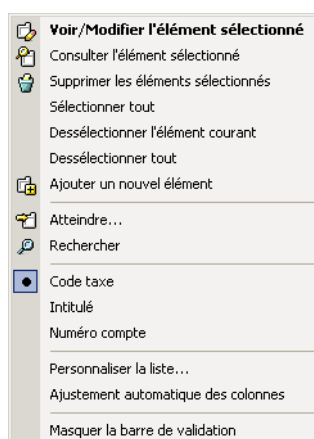 Voir/Modifier l'élément sélectionné
Consulter l'élément sélectionné
Supprimer les éléments sélectionnés
Sélectionner tout
Dessélectionner l'élément courant
Dessélectionner tout
Ajouter un nouvel élément
Atteindre...
Rechercher
Code taxe
Intitulé
Numéro compte
Personnaliser la liste...
Ajustement automatique des colonnes
Masquer la barre de validation